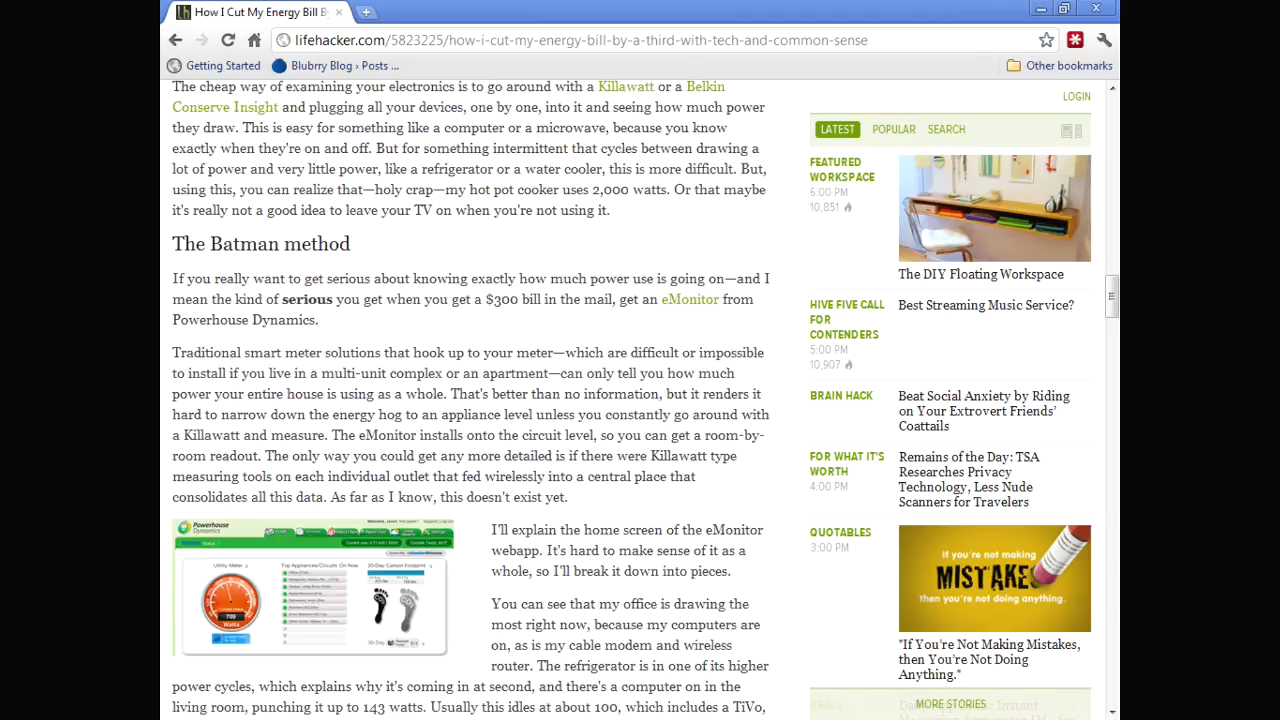 How I Cut My Energy Bill B
lifehacker.com/5823225/how-i-cut-my-energy-bill-by-a-third-with-tech-and-common-sense
Getting Started
Blubrry Blog › Posts ...
Other bookmarks
The cheap way of examining your electronics is to go around with a Killawatt or a Belkin
Conserve Insight and plugging all your devices, one by one, into it and seeing how much power
they draw. This is easy for something like a computer or a microwave, because you know
exactly when they're on and off. But for something intermittent that cycles between drawing a
lot of power and very little power, like a refrigerator or a water cooler, this is more difficult. But,
using this, you can realize that—holy crap—my hot pot cooker uses 2,000 watts. Or that maybe
it's really not a good idea to leave your TV on when you're not using it.
The Batman method
If you really want to get serious about knowing exactly how much power use is going on—and I
mean the kind of serious you get when you get a $300 bill in the mail, get an eMonitor from
Powerhouse Dynamics.
Traditional smart meter solutions that hook up to your meter—which are difficult or impossible
to install if you live in a multi-unit complex or an apartment—can only tell you how much
power your entire house is using as a whole. That's better than no information, but it renders it
hard to narrow down the energy hog to an appliance level unless you constantly go around with
a Killawatt and measure. The eMonitor installs onto the circuit level, so you can get a room-by-
room readout. The only way you could get any more detailed is if there were Killawatt type
measuring tools on each individual outlet that fed wirelessly into a central place that
consolidates all this data. As far as I know, this doesn't exist yet.
Powerhouse
Dynamics
Utility Meter
Top Appliances/Circuits On Now
30-Day Carbon Footprint
709
Watts
I'll explain the homescreen of the eMonitor
webapp. It's hard to make sense of it as a
whole, so I'll break it down into pieces.
You can see that my office is drawing the
most right now, because my computers are
on, as is my cable modem and wireless
router. The refrigerator is in one of its higher
power cycles, which explains why it's coming in at second, and there's a computer on in the
living room, punching it up to 143 watts. Usually this idles at about 100, which includes a TiVo,
LOGIN
LATEST
POPULAR
SEARCH
FEATURED
WORKSPACE
6:00 PM
10,851
The DIY Floating Workspace
HIVE FIVE CALL
FOR
CONTENDERS
5:00 PM
10,907
Best Streaming Music Service?
BRAIN HACK
Beat Social Anxiety by Riding
on Your Extrovert Friends'
Coattails
FOR WHAT IT'S
WORTH
4:00 PM
Remains of the Day: TSA
Researches Privacy
Technology, Less Nude
Scanners for Travelers
QUOTABLES
3:00 PM
If you're not making
MISTAKES
then you're not doing anything.
"If You're Not Making Mistakes,
then You're Not Doing
Anything."
MORE STORIES